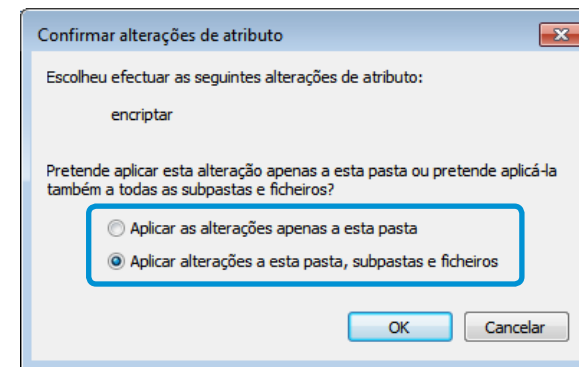 Confirmar alterações de atributo
Escolheu efectuar as seguintes alterações de atributo:
encriptar
Pretende aplicar esta alteração apenas a esta pasta ou pretende aplicá-la
também a todas as subpastas e ficheiros?
Aplicar as alterações apenas a esta pasta
Aplicar alterações a esta pasta, subpastas e ficheiros
OK Cancelar